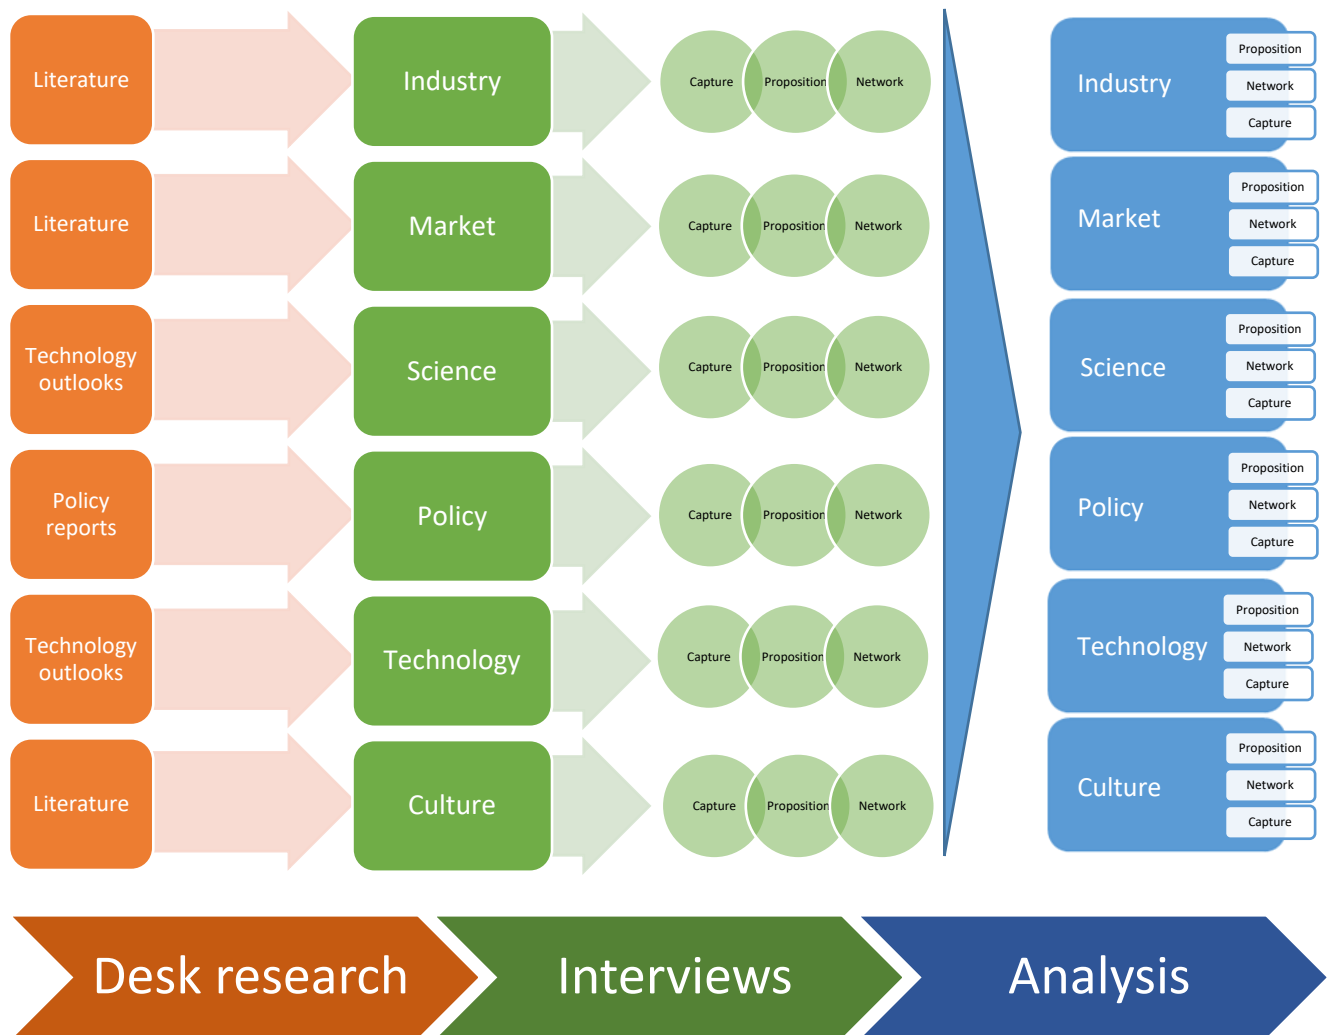 Literature
Industry
Capture
Proposition
Network
Industry
Proposition
Network
Capture
Literature
Market
Capture
Proposition
Network
Market
Proposition
Network
Capture
Technology
outlooks
Science
Capture
Proposition
Network
Science
Proposition
Network
Capture
Policy
reports
Policy
Capture
Proposition
Network
Policy
Proposition
Network
Capture
Technology
outlooks
Technology
Capture
Proposition
Network
Technology
Proposition
Network
Capture
Literature
Culture
Capture
Proposition
Network
Culture
Proposition
Network
Capture
Desk research
Interviews
Analysis